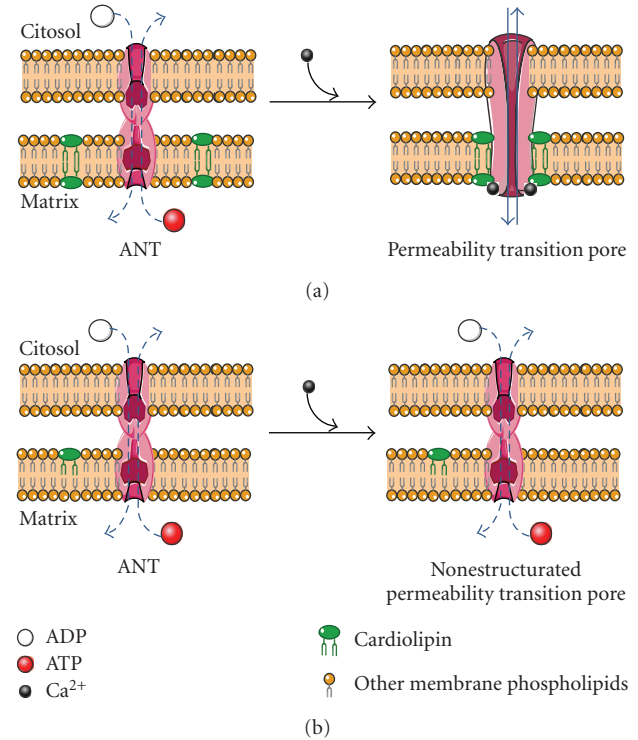 Citosol
Matrix
ANT
Permeability transition pore
(a)
Citosol
Matrix
ANT
Nonestructurated
permeability transition pore
ADP
ATP
Ca²⁺
Cardiolipin
Other membrane phospholipids
(b)